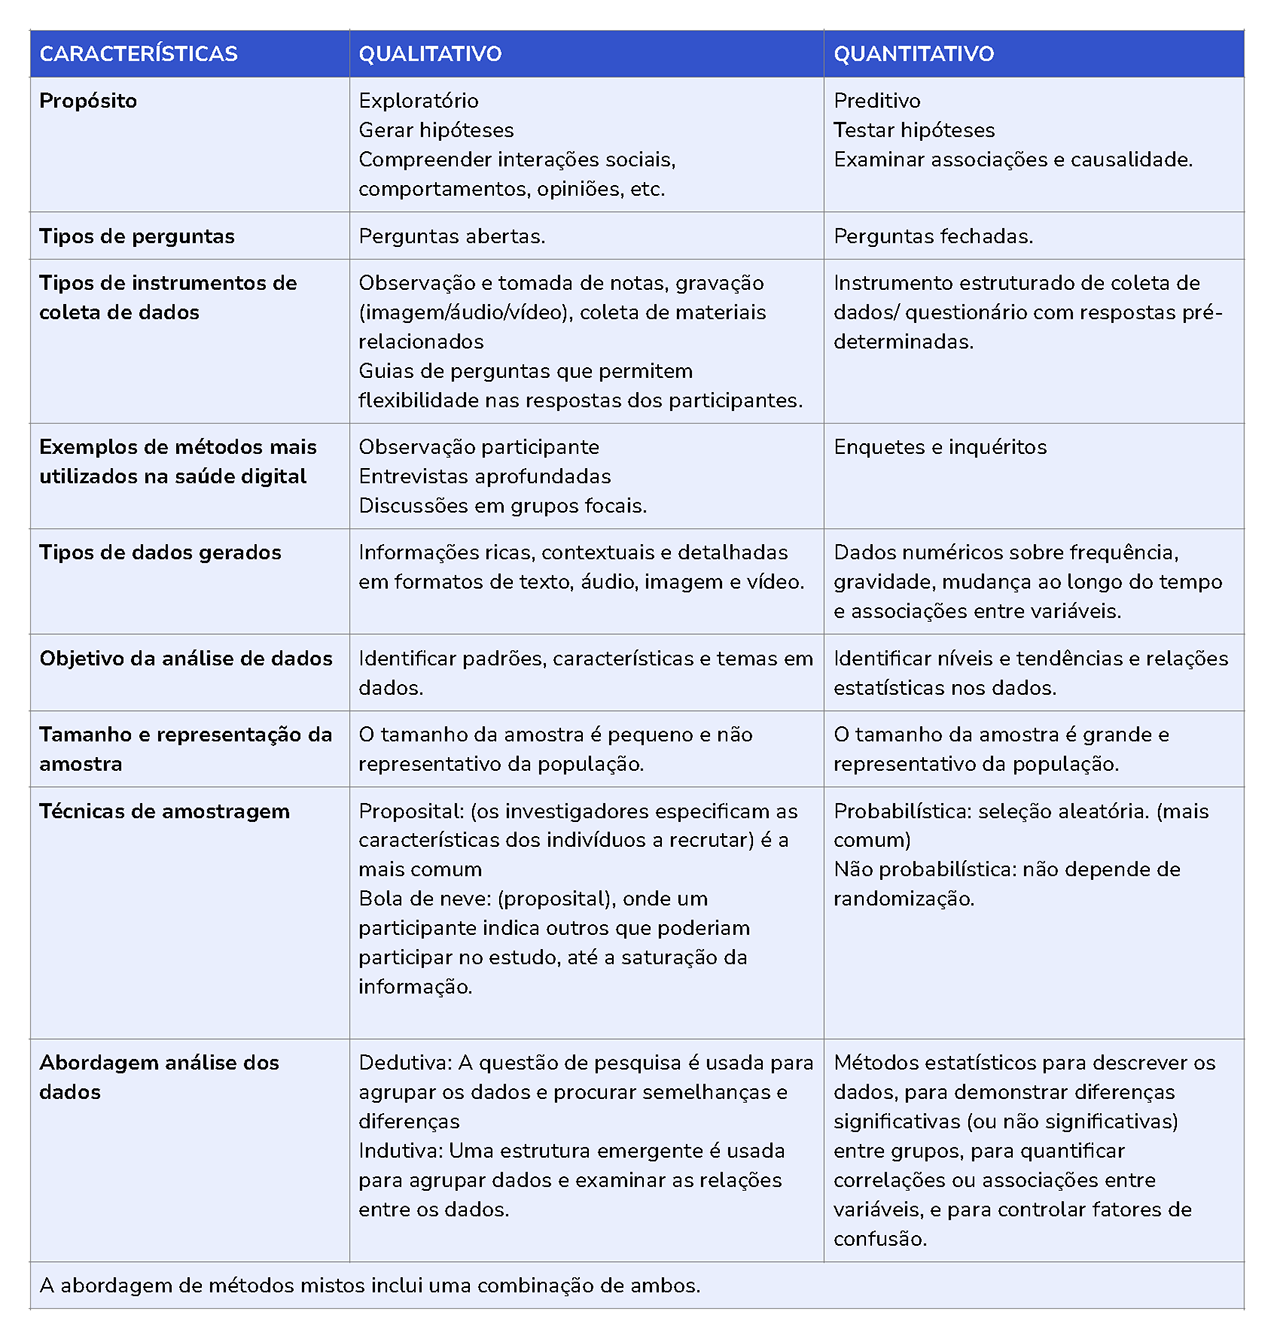 CARACTERÍSTICAS
QUALITATIVO
QUANTITATIVO
Propósito
Exploratório
Gerar hipóteses
Compreender interações sociais,
comportamentos, opiniões, etc.
Preditivo
Testar hipóteses
Examinar associações e causalidade.
Tipos de perguntas
Perguntas abertas.
Perguntas fechadas.
Tipos de instrumentos de
coleta de dados
Observação e tomada de notas, gravação
(imagem/áudio/vídeo), coleta de materiais
relacionados
Guias de perguntas que permitem
flexibilidade nas respostas dos participantes.
Instrumento estruturado de coleta de
dados/ questionário com respostas pré-
determinadas.
Exemplos de métodos mais
utilizados na saúde digital
Observação participante
Entrevistas aprofundadas
Discussões em grupos focais.
Enquetes e inquéritos
Tipos de dados gerados
Informações ricas, contextuais e detalhadas
em formatos de texto, áudio, imagem e vídeo.
Dados numéricos sobre frequência,
gravidade, mudança ao longo do tempo
e associações entre variáveis.
Objetivo da análise de dados
Identificar padrões, características e temas em
dados.
Identificar níveis e tendências e relações
estatísticas nos dados.
Tamanho e representação da
amostra
O tamanho da amostra é pequeno e não
representativo da população.
O tamanho da amostra é grande e
representativo da população.
Técnicas de amostragem
Proposital: (os investigadores especificam as
características dos indivíduos a recrutar) é a
mais comum
Bola de neve: (proposital), onde um
participante indica outros que poderiam
participar no estudo, até a saturação da
informação.
Probabilística: seleção aleatória. (mais
comum)
Não probabilística: não depende de
randomização.
Abordagem análise dos
dados
Dedutiva: A questão de pesquisa é usada para
agrupar os dados e procurar semelhanças e
diferenças
Indutiva: Uma estrutura emergente é usada
para agrupar dados e examinar as relações
entre os dados.
Métodos estatísticos para descrever os
dados, para demonstrar diferenças
significativas (ou não significativas)
entre grupos, para quantificar
correlações ou associações entre
variáveis, e para controlar fatores de
confusão.
A abordagem de métodos mistos inclui uma combinação de ambos.